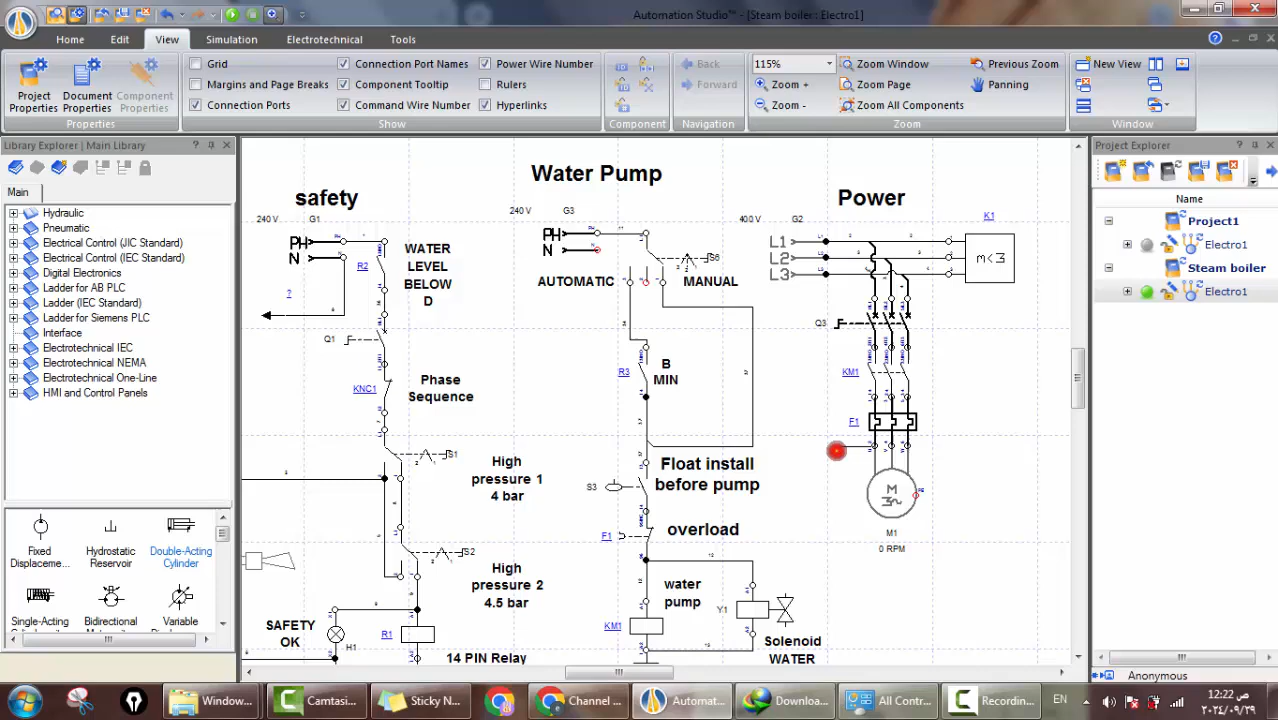 Automation Studio™ - [Steam boiler : Electro1]
Home Edit View Simulation Electrotechnical Tools
Project Properties
Document Properties
Component Properties
Properties
Grid
Margins and Page Breaks
Connection Ports
Connection Port Names
Component Tooltip
Command Wire Number
Power Wire Number
Rulers
Hyperlinks
Show
Component
Back
Forward
Navigation
115%
Zoom +
Zoom -
Zoom Window
Zoom Page
Zoom All Components
Previous Zoom
Panning
Zoom
New View
Window
Library Explorer | Main Library
Main
Hydraulic
Pneumatic
Electrical Control (JIC Standard)
Electrical Control (IEC Standard)
Digital Electronics
Ladder for AB PLC
Ladder (IEC Standard)
Ladder for Siemens PLC
Interface
Electrotechnical IEC
Electrotechnical NEMA
Electrotechnical One-Line
HMI and Control Panels
Fixed Displaceme...
Hydrostatic Reservoir
Double-Acting Cylinder
Single-Acting
Bidirectional
Variable
safety
240 V G1
PH
N
R2
WATER LEVEL BELOW D
?
Q1
KNC1
Phase Sequence
S1
High pressure 1 4 bar
S2
High pressure 2 4.5 bar
SAFETY OK
H1
R1
14 PIN Relay
Water Pump
240 V G3
PH
N
S6
AUTOMATIC
MANUAL
R3
B MIN
Float install before pump
S3
overload
F1
water pump
KM1
Y1
Solenoid WATER
Power
400 V G2
K1
L1
L2
L3
M<3
Q3
KM1
F1
M
3~
M1
0 RPM
Project Explorer
Name
Project1
Electro1
Steam boiler
Electro1
Anonymous
Window...
Camtasi...
Sticky N...
Channel ...
Automat...
Downloa...
All Contr...
Recordin...
EN
12:22 ص
٢٠٢٤/٠٩/٢٩